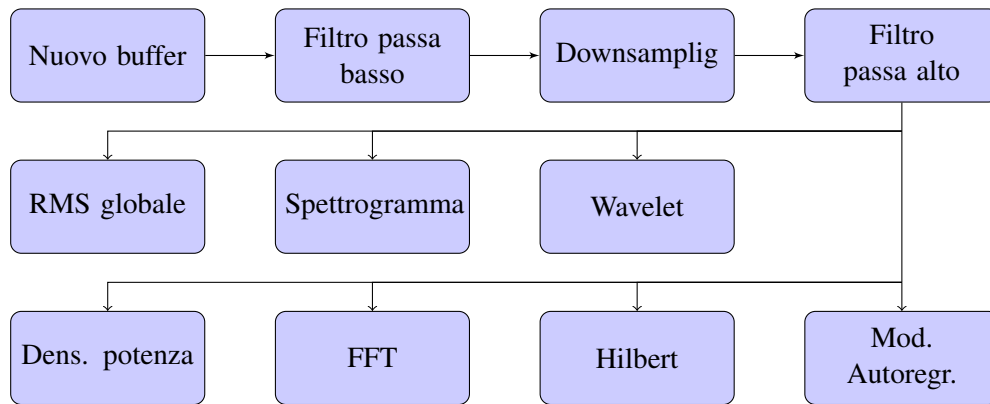 Nuovo buffer
Filtro passa
basso
Downsamplig
Filtro
passa alto
RMS globale
Spettrogramma
Wavelet
Dens. potenza
FFT
Hilbert
Mod.
Autoregr.